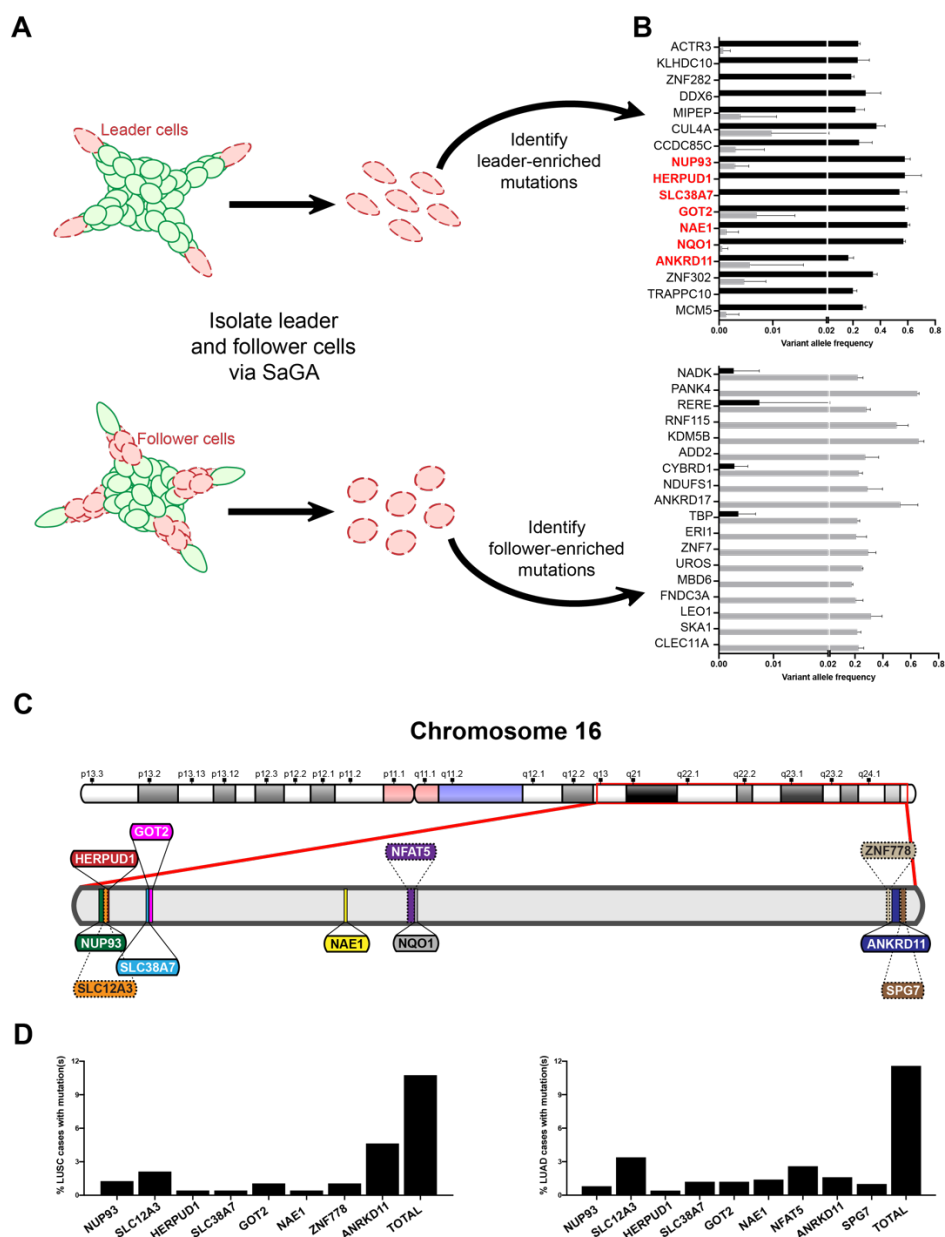 A
Leader cells
Identify
leader-enriched
mutations
Isolate leader
and follower cells
via SaGA
Follower cells
Identify
follower-enriched
mutations
B
ACTR3
KLHDC10
ZNF282
DDX6
MIPEP
CUL4A
CCDC85C
NUP93
HERPUD1
SLC38A7
GOT2
NAE1
NQO1
ANKRD11
ZNF302
TRAPPC10
MCM5
0.00 0.01 0.02 0.2 0.4 0.6 0.8
Variant allele frequency
NADK
PANK4
RERE
RNF115
KDM5B
ADD2
CYBRD1
NDUFS1
ANKRD17
TBP
ERI1
ZNF7
UROS
MBD6
FNDC3A
LEO1
SKA1
CLEC11A
0.00 0.01 0.02 0.2 0.4 0.6 0.8
Variant allele frequency
C
Chromosome 16
p13.3 p13.2 p13.13 p13.12 p12.3 p12.2 p12.1 p11.2 p11.1 q11.1 q11.2 q12.1 q12.2 q13 q21 q22.1 q22.2 q23.1 q23.2 q24.1
GOT2
HERPUD1
NFAT5
ZNF778
NUP93
NAE1
NQO1
ANKRD11
SLC38A7
SLC12A3
SPG7
D
% LUSC cases with mutation(s)
12
9
6
3
0
NUP93 SLC12A3 HERPUD1 SLC38A7 GOT2 NAE1 ZNF778 ANRKD11 TOTAL
% LUAD cases with mutation(s)
12
9
6
3
0
NUP93 SLC12A3 HERPUD1 SLC38A7 GOT2 NAE1 NFAT5 ANRKD11 SPG7 TOTAL